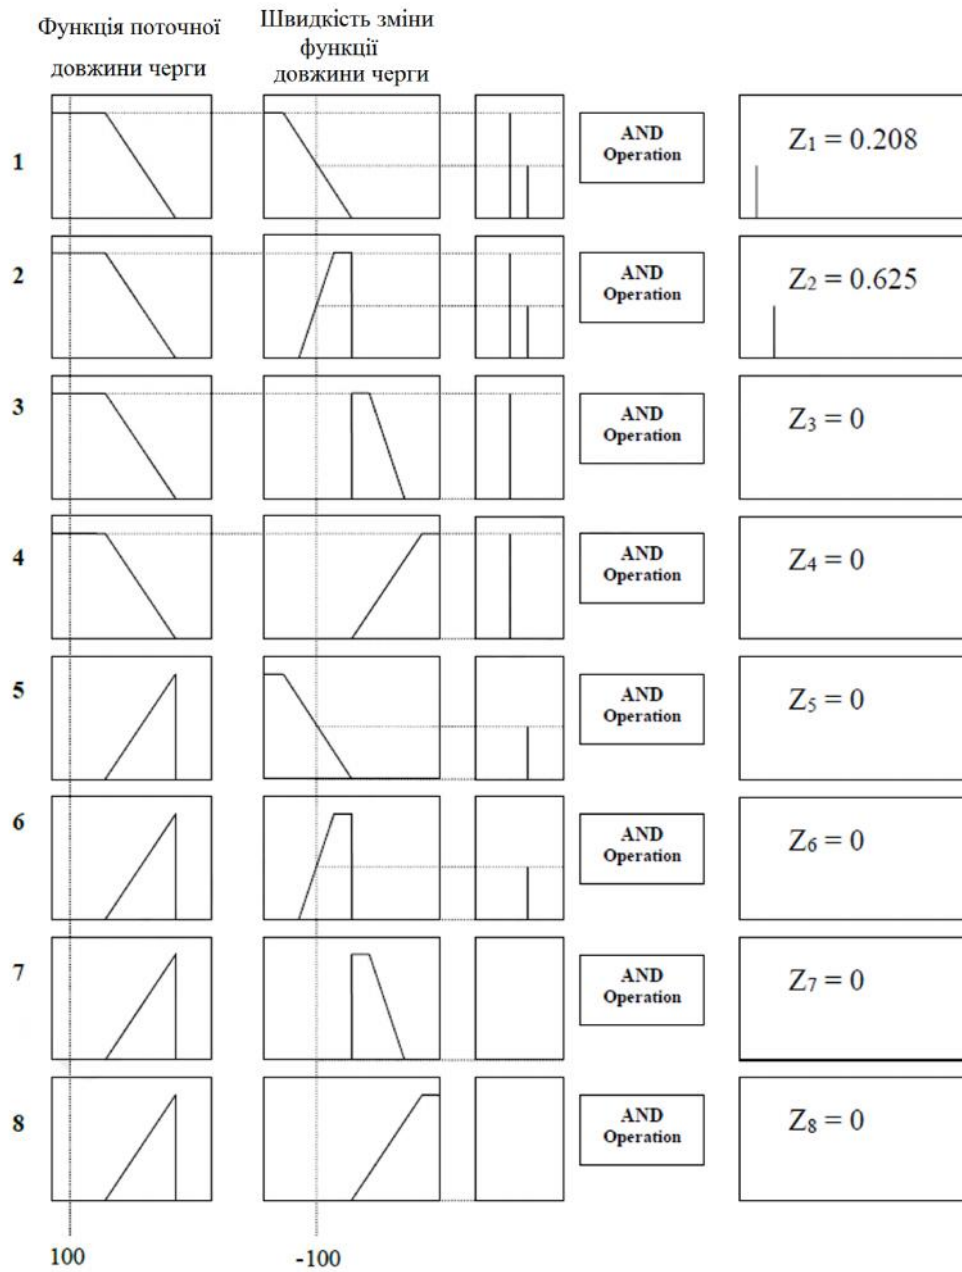 Функція поточної
довжини черги
Швидкість зміни
функції
довжини черги
1
AND
Operation
Z₁ = 0.208
2
AND
Operation
Z₂ = 0.625
3
AND
Operation
Z₃ = 0
4
AND
Operation
Z₄ = 0
5
AND
Operation
Z₅ = 0
6
AND
Operation
Z₆ = 0
7
AND
Operation
Z₇ = 0
8
AND
Operation
Z₈ = 0
100
-100